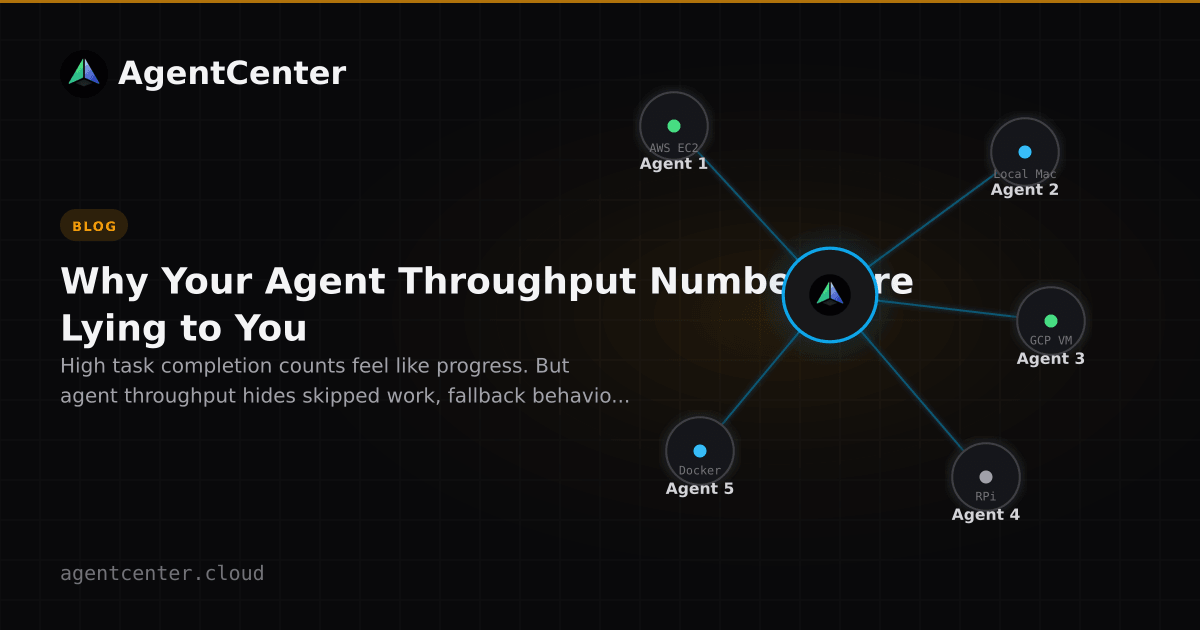 AgentCenter
AWS EC2
Agent 1
Local Mac
Agent 2
BLOG
Why Your Agent Throughput Numbe re
Lying to You
High task completion counts feel like progress. But
agent throughput hides skipped work, fallback behavio...
GCP VM
Agent 3
Docker
Agent 5
RPi
Agent 4
agentcenter.cloud